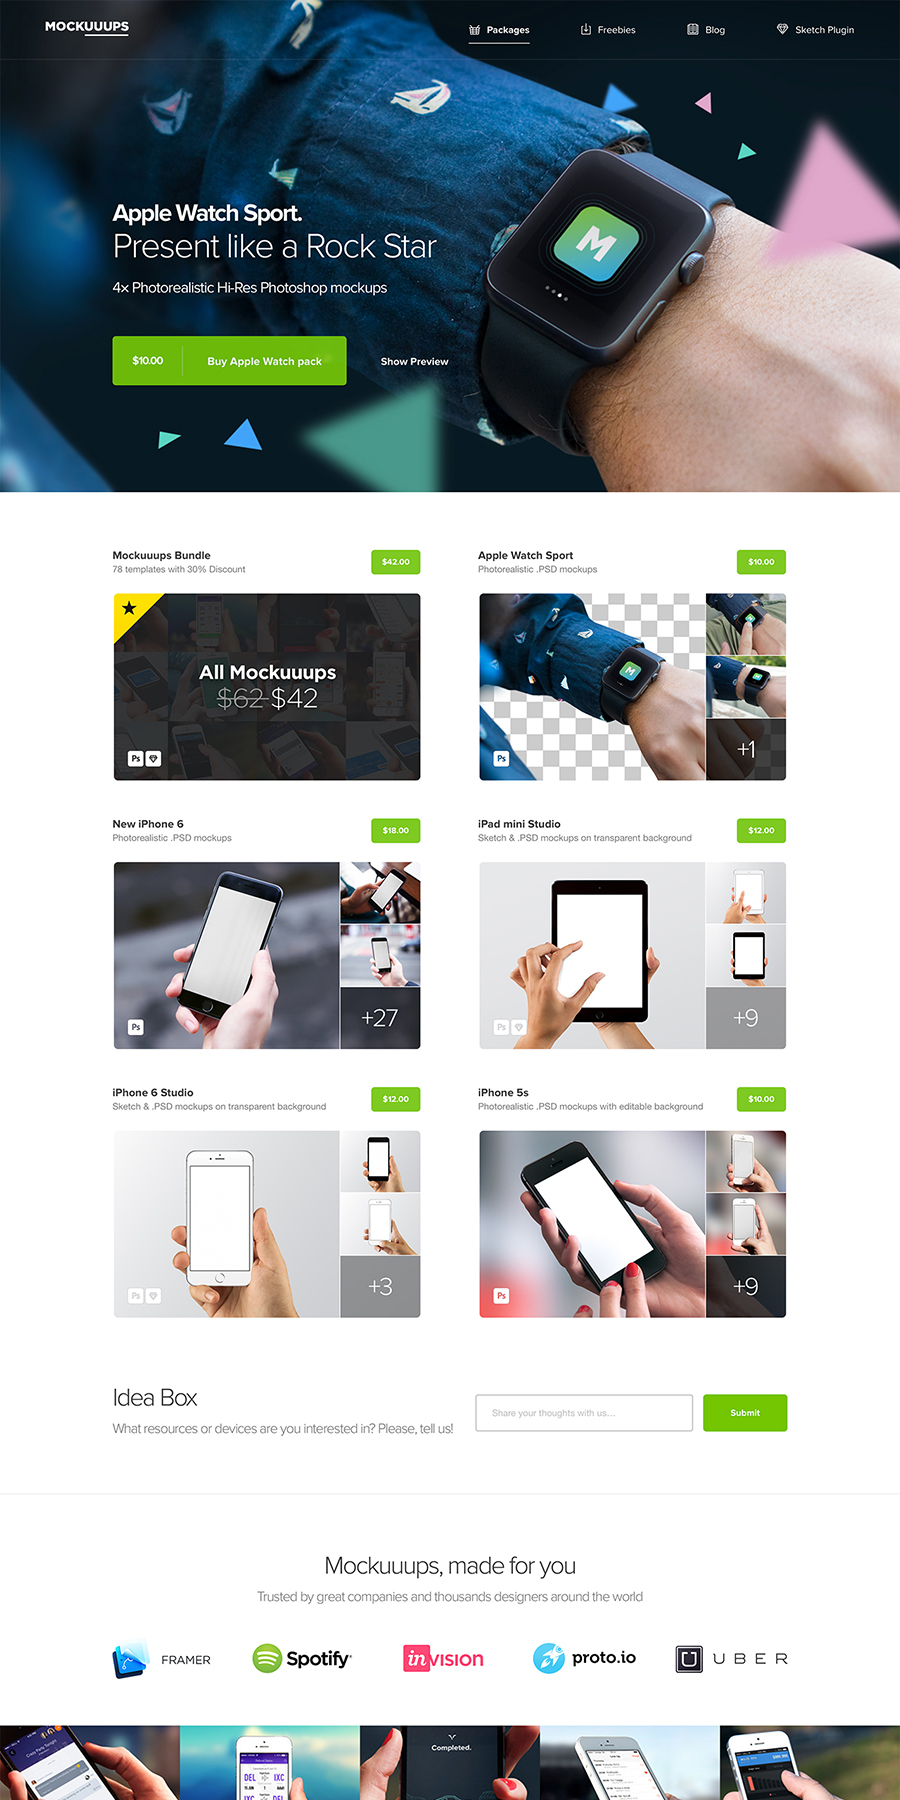 MOCKUUUPS
Packages
Freebies
Blog
Sketch Plugin
Apple Watch Sport.
Present like a Rock Star
4x Photorealistic Hi-Res Photoshop mockups
M
$10.00
Buy Apple Watch pack
Show Preview
Mockuuups Bundle
78 templates with 30% Discount
$42.00
All Mockuuups
$62 $42
Ps
Apple Watch Sport
Photorealistic .PSD mockups
$10.00
M
Ps
+1
New iPhone 6
Photorealistic .PSD mockups
$18.00
Ps
+27
iPad mini Studio
Sketch & .PSD mockups on transparent background
$12.00
Ps
+9
iPhone 6 Studio
Sketch & .PSD mockups on transparent background
$12.00
Ps
+3
iPhone 5s
Photorealistic .PSD mockups with editable background
$10.00
Ps
+9
Idea Box
What resources or devices are you interested in? Please, tell us!
Share your thoughts with us...
Submit
Mockuuups, made for you
Trusted by great companies and thousands designers around the world
FRAMER
Spotify
inVISION
proto.io
UBER
Completed.
DEL
IXC
DEL
IXC